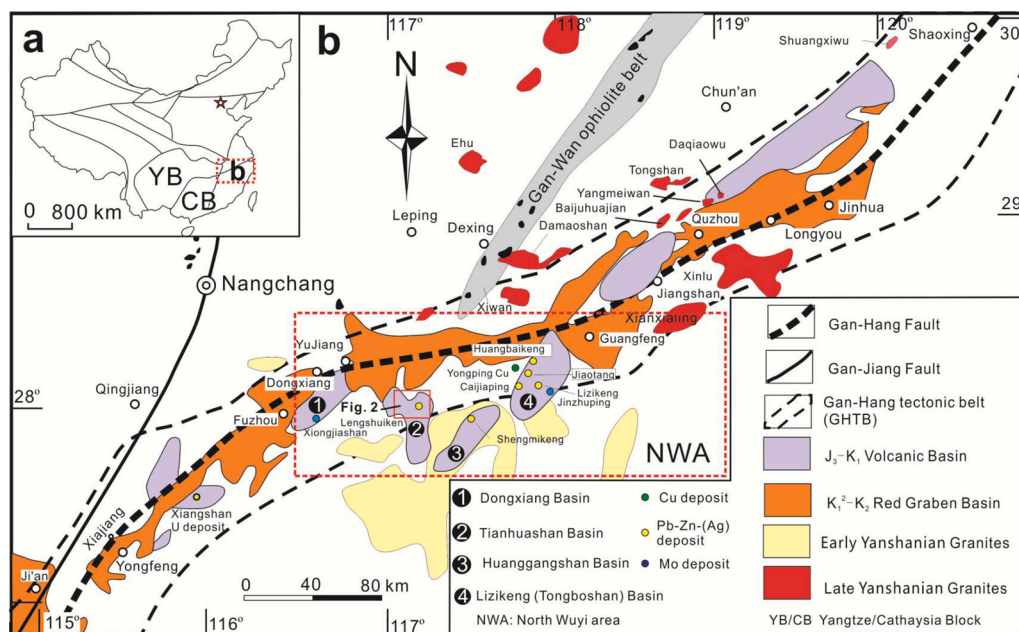 a
YB
CB
b
0 800 km
b
117°
118°
119°
120°
30
N
Shaoxing
Shuangxiwu
Chun'an
Gan-Wan ophiolite belt
Ehu
Daqiaowu
Tongshan
Yangmeiwan
Baijuhuajian
Leping
Dexing
Damaoshan
Quzhou
Jinhua
Longyou
29
Nangchang
Xiwan
Xinlu
Jiangshan
Xianxialing
Guangfeng
YuJiang
Huangbaikeng
Dongxiang
Yongping Cu
Jiaotang
Caijiaping
Lizikeng
Jinzhuping
Qingjiang
28°
Fuzhou
1
Fig. 2
4
Xiongjiashan
Lengshuiken
2
Shengmikeng
3
NWA
Xiangshan
U deposit
Xiajiang
Yongfeng
Ji'an
0 40 80 km
115°
116°
117°
Gan-Hang Fault
Gan-Jiang Fault
Gan-Hang tectonic belt
(GHTB)
J₃-K₁ Volcanic Basin
K₁²-K₂ Red Graben Basin
Early Yanshanian Granites
Late Yanshanian Granites
YB/CB Yangtze/Cathaysia Block
1 Dongxiang Basin
2 Tianhuashan Basin
3 Huanggangshan Basin
4 Lizikeng (Tongboshan) Basin
NWA: North Wuyi area
Cu deposit
Pb-Zn-(Ag)
deposit
Mo deposit